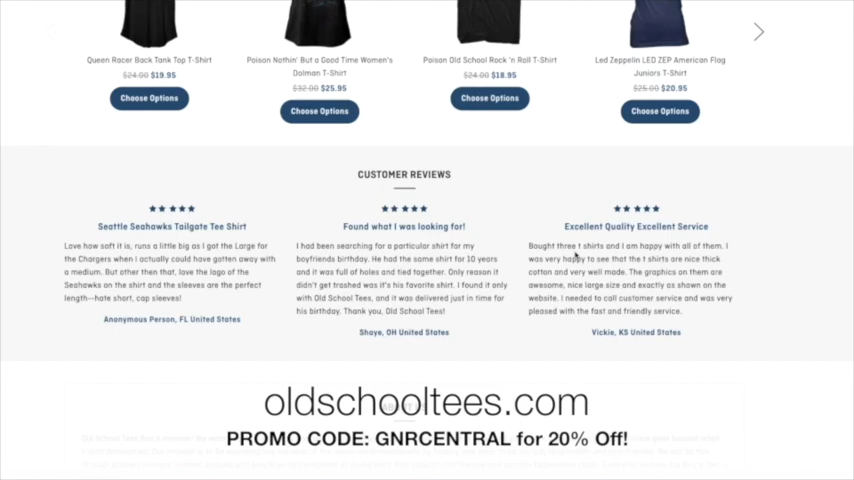 Queen Racer Back Tank Top T-Shirt
$24.00 $19.95
Choose Options
Poison Nothin' But a Good Time Women's
Dolman T-Shirt
$32.00 $25.95
Choose Options
Poison Old School Rock 'n Roll T-Shirt
$24.00 $18.95
Choose Options
Led Zeppelin LED ZEP American Flag
Juniors T-Shirt
$25.00 $20.95
Choose Options
CUSTOMER REVIEWS
Seattle Seahawks Tailgate Tee Shirt
Love how soft it is, runs a little big as I got the Large for
the Chargers when I actually could have gotten away with
a medium. But other then that, love the logo of the
Seahawks on the shirt and the sleeves are the perfect
length--hate short, cap sleeves!
Anonymous Person, FL United States
Found what I was looking for!
I had been searching for a particular shirt for my
boyfriends birthday. He had the same shirt for 10 years
and it was full of holes and tied together. Only reason it
didn't get trashed was it's his favorite shirt. I found it only
with Old School Tees, and it was delivered just in time for
his birthday. Thank you, Old School Tees!
Shaye, OH United States
Excellent Quality Excellent Service
Bought three t shirts and I am happy with all of them. I
was very happy to see that the t shirts are nice thick
cotton and very well made. The graphics on them are
awesome, nice large size and exactly as shown on the
website. I needed to call customer service and was very
pleased with the fast and friendly service.
Vickie, KS United States
oldschooltees.com
PROMO CODE: GNRCENTRAL for 20% Off!